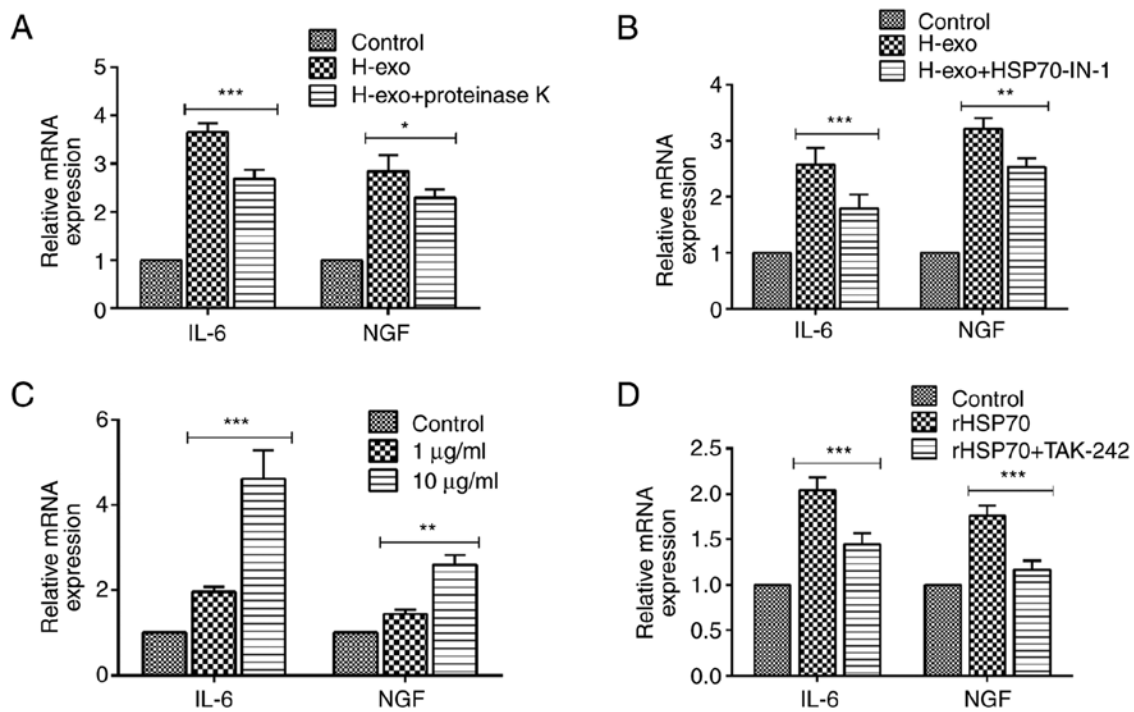 A
Control
H-exo
H-exo+proteinase K
Relative mRNA
expression
5
4
3
2
1
0
***
*
IL-6
NGF
B
Control
H-exo
H-exo+HSP70-IN-1
Relative mRNA
expression
4
3
2
1
0
***
**
IL-6
NGF
C
Control
1 µg/ml
10 µg/ml
Relative mRNA
expression
6
4
2
0
***
**
IL-6
NGF
D
Control
rHSP70
rHSP70+TAK-242
Relative mRNA
expression
2.5
2.0
1.5
1.0
0.5
0.0
***
***
IL-6
NGF